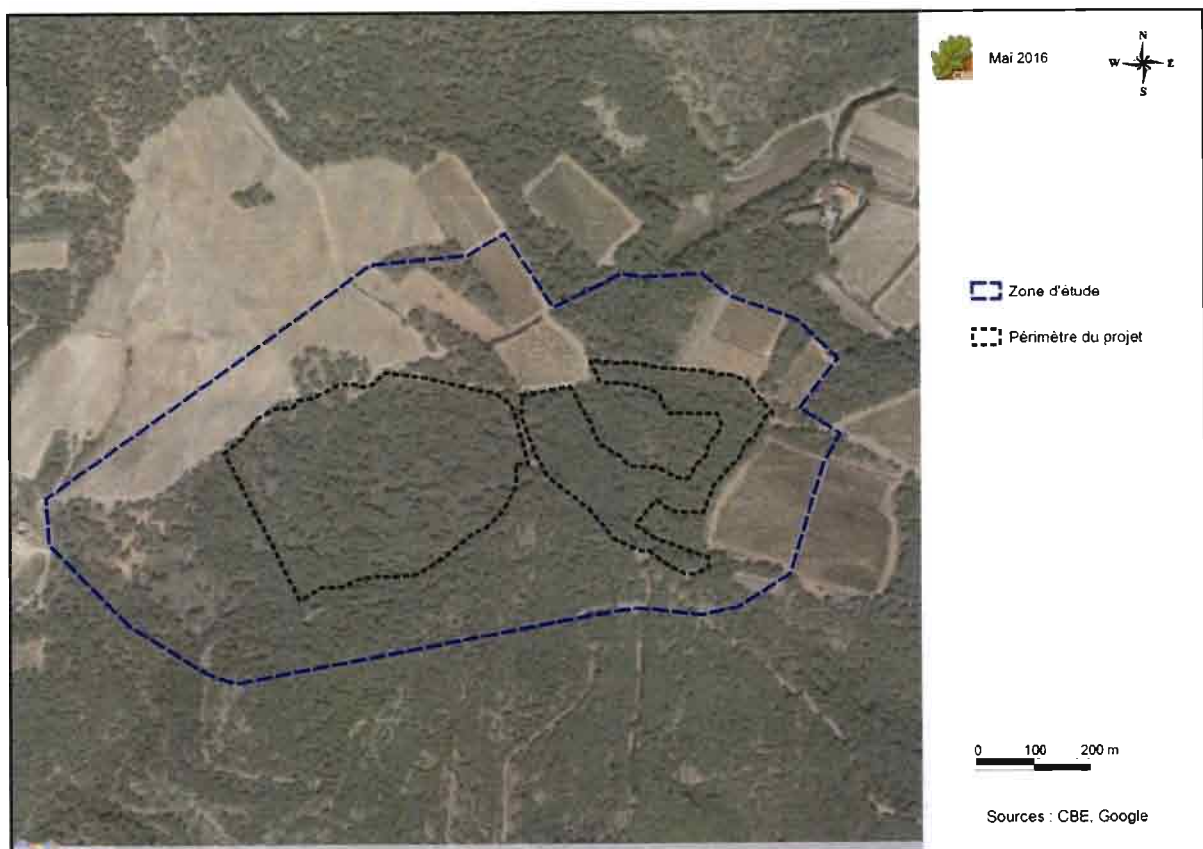 Mai 2016
N
W E
S
Zone d'étude
Périmètre du projet
0 100 200 m
Sources : CBE, Google